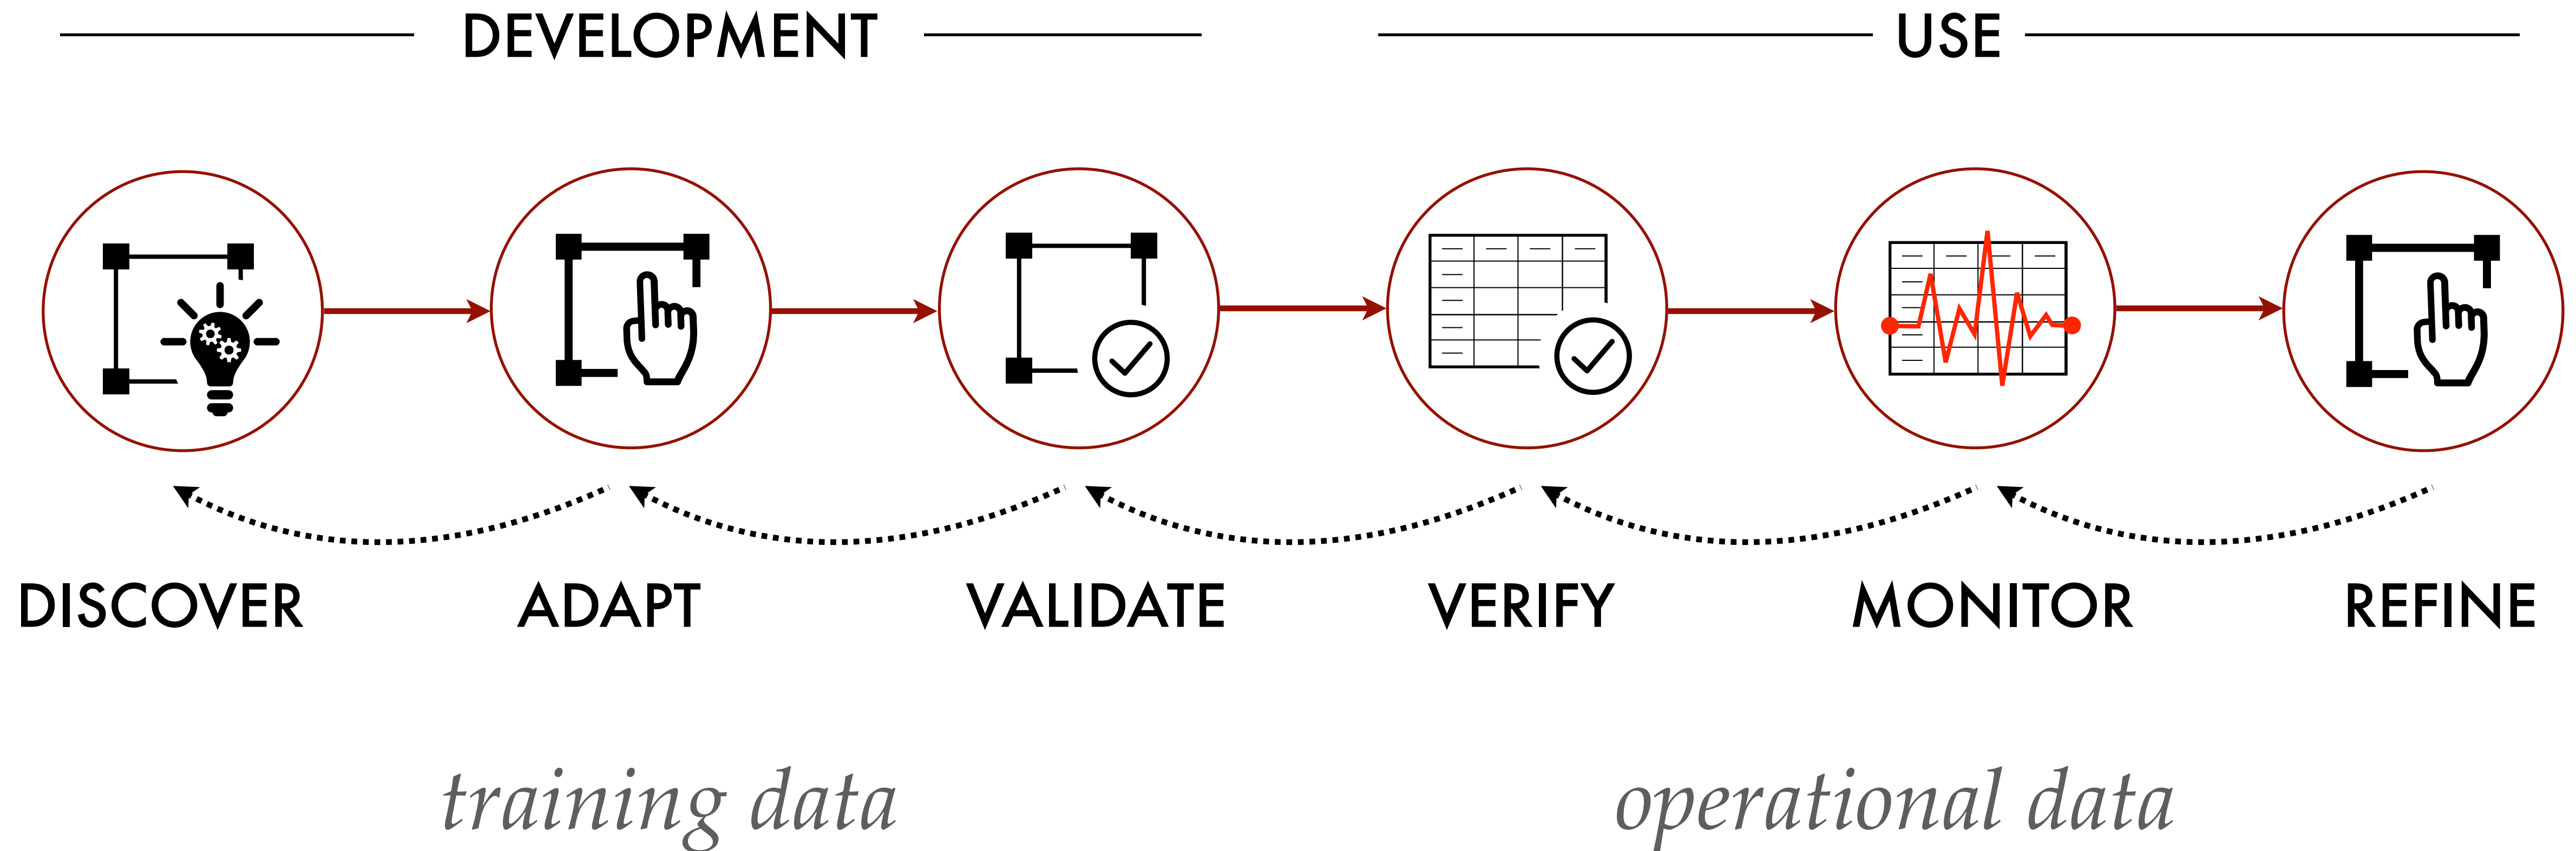 DEVELOPMENT USE
DISCOVER ADAPT VALIDATE VERIFY MONITOR REFINE
training data operational data